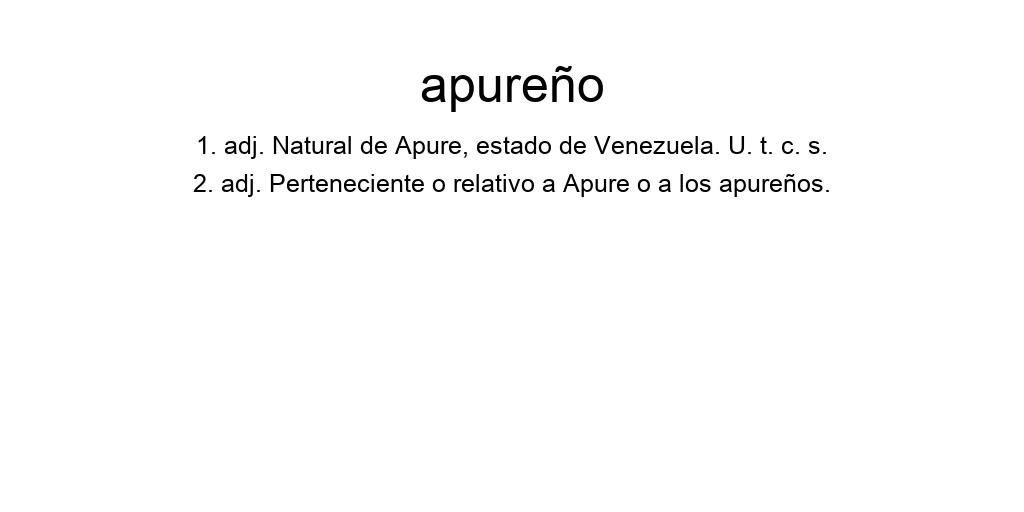 apureño
1. adj. Natural de Apure, estado de Venezuela. U. t. c. s.
2. adj. Perteneciente o relativo a Apure o a los apureños.